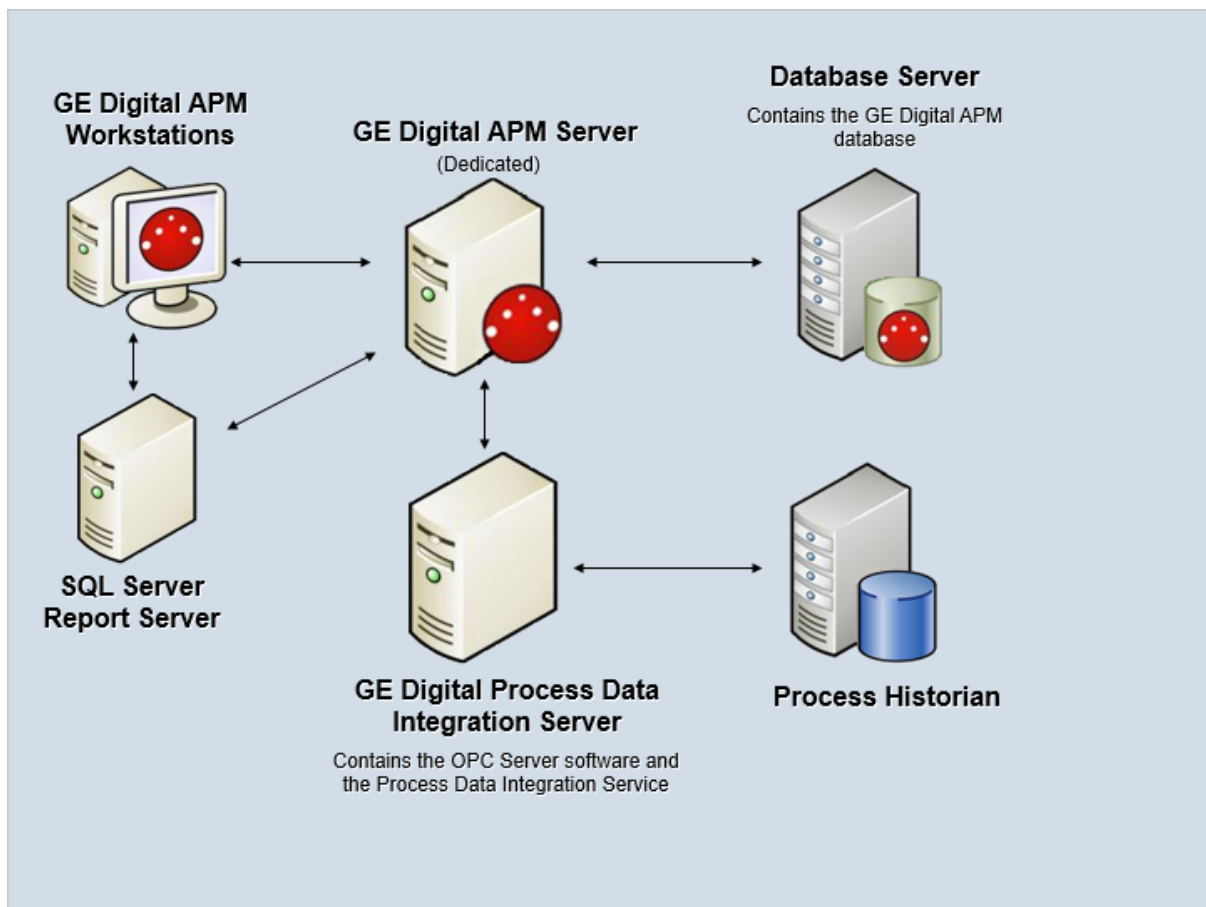 GE Digital APM
Workstations
GE Digital APM Server
(Dedicated)
Database Server
Contains the GE Digital APM
database
SQL Server
Report Server
GE Digital Process Data
Integration Server
Contains the OPC Server software and
the Process Data Integration Service
Process Historian